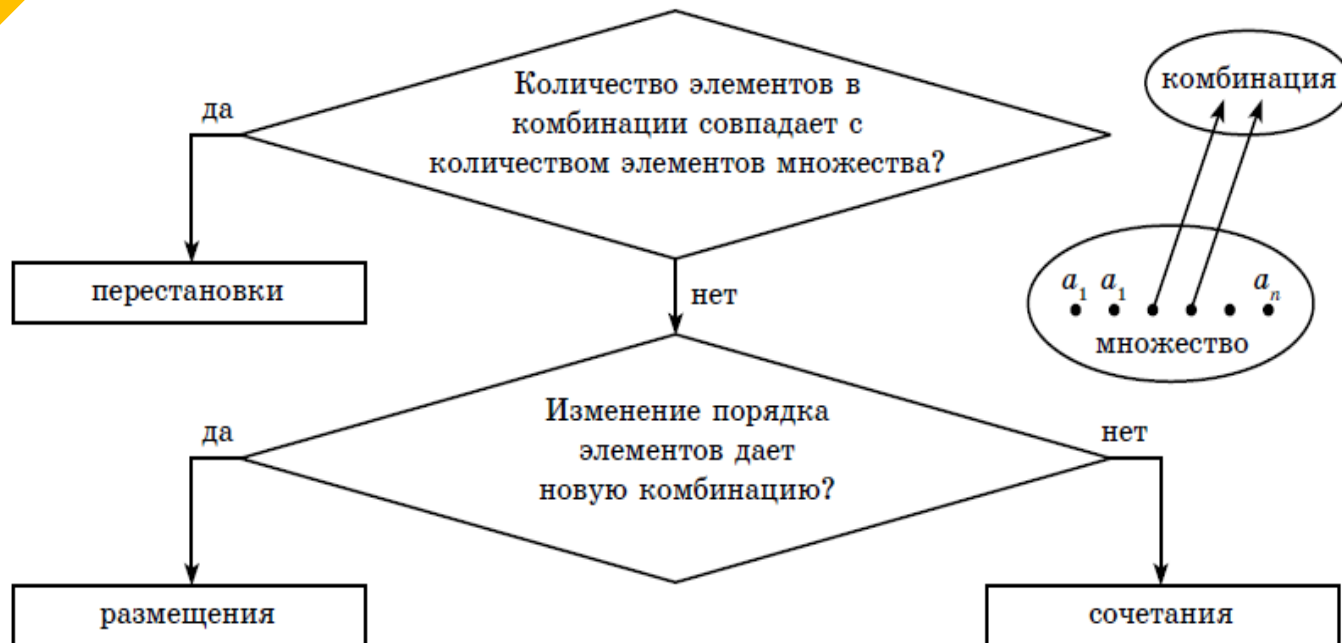 Количество элементов в
комбинации совпадает с
количеством элементов множества?
да
комбинация
перестановки
нет
a₁ a₁ aₙ
множество
Изменение порядка
элементов дает
новую комбинацию?
да
нет
размещения
сочетания